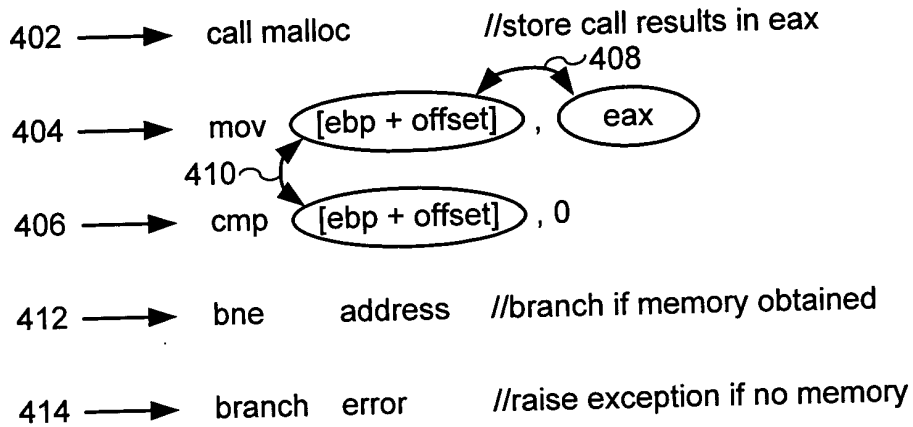 402 call malloc //store call results in eax
408
404 mov [ebp + offset] , eax
410
406 cmp [ebp + offset] , 0
412 bne address //branch if memory obtained
414 branch error //raise exception if no memory